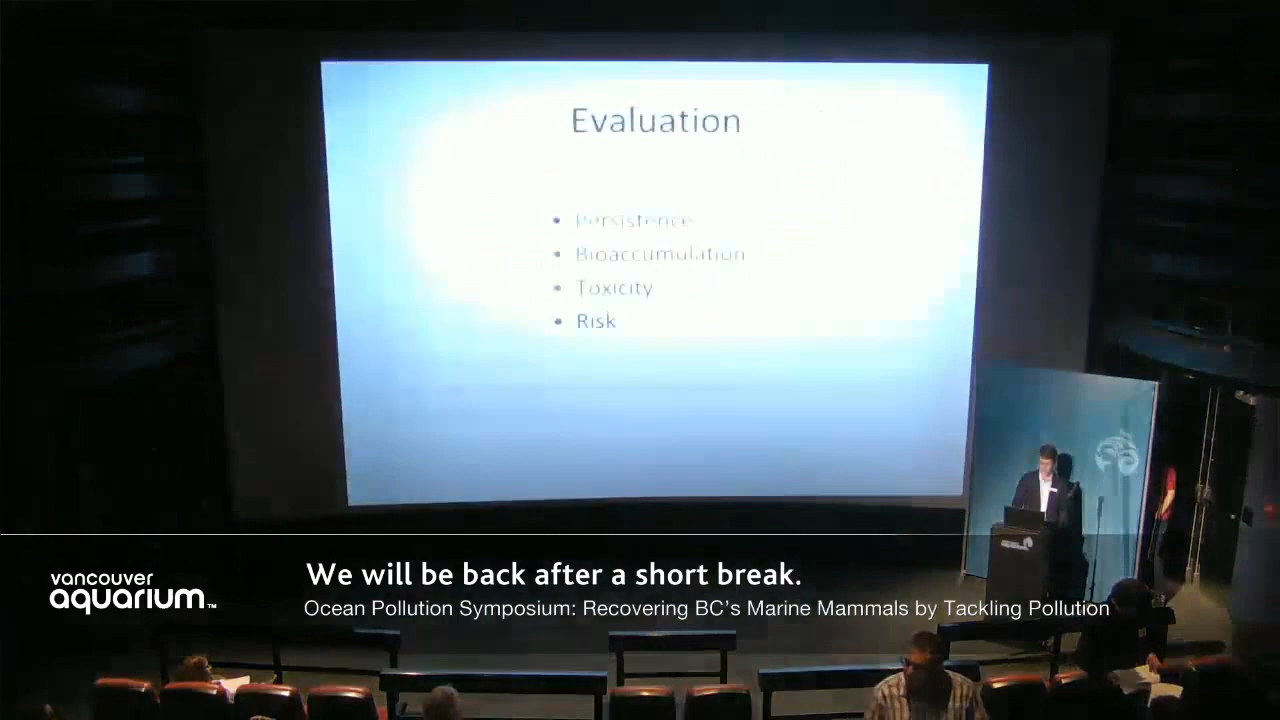 Evaluation
• Persistence
• Bioaccumulation
• Toxicity
• Risk
vancouver
aquarium™
We will be back after a short break.
Ocean Pollution Symposium: Recovering BC's Marine Mammals by Tackling Pollution